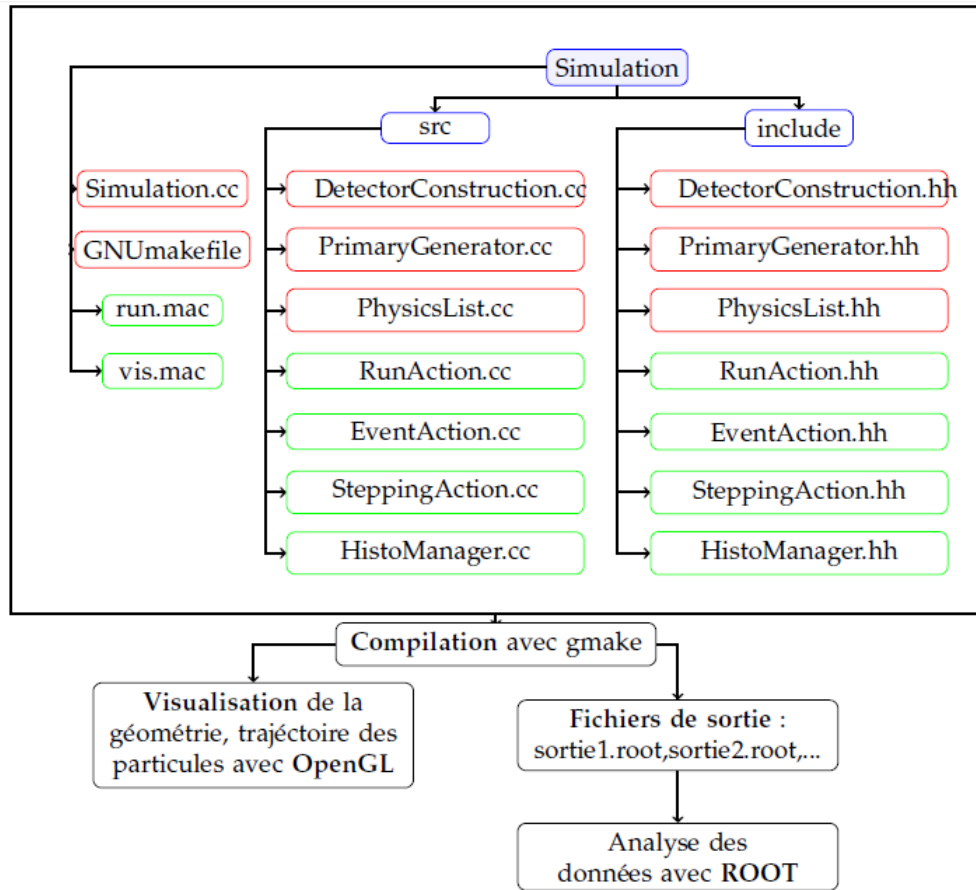 Simulation
src
include
Simulation.cc
DetectorConstruction.cc
DetectorConstruction.hh
GNUmakefile
PrimaryGenerator.cc
PrimaryGenerator.hh
run.mac
PhysicsList.cc
PhysicsList.hh
vis.mac
RunAction.cc
RunAction.hh
EventAction.cc
EventAction.hh
SteppingAction.cc
SteppingAction.hh
HistoManager.cc
HistoManager.hh
Compilation avec gmake
Visualisation de la
géométrie, trajéctoire des
particules avec OpenGL
Fichiers de sortie :
sortie1.root,sortie2.root,...
Analyse des
données avec ROOT